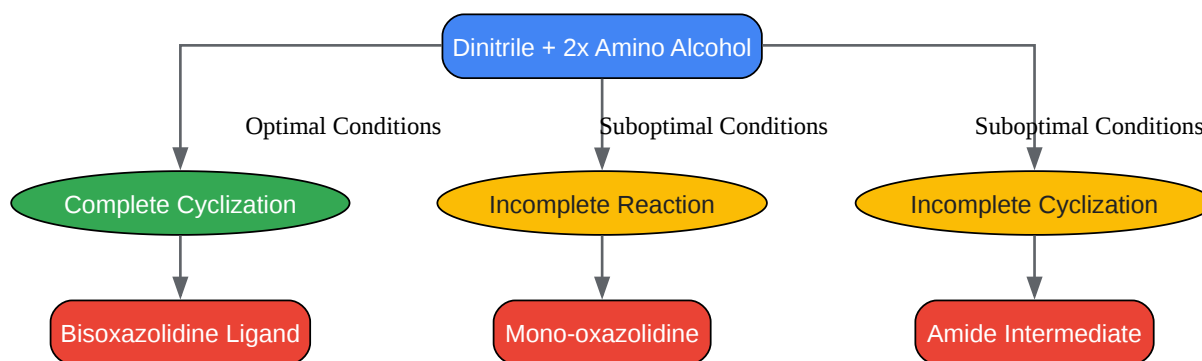 Dinitrile + 2x Amino Alcohol
Optimal Conditions
Suboptimal Conditions
Suboptimal Conditions
Complete Cyclization
Incomplete Reaction
Incomplete Cyclization
Bisoxazolidine Ligand
Mono-oxazolidine
Amide Intermediate